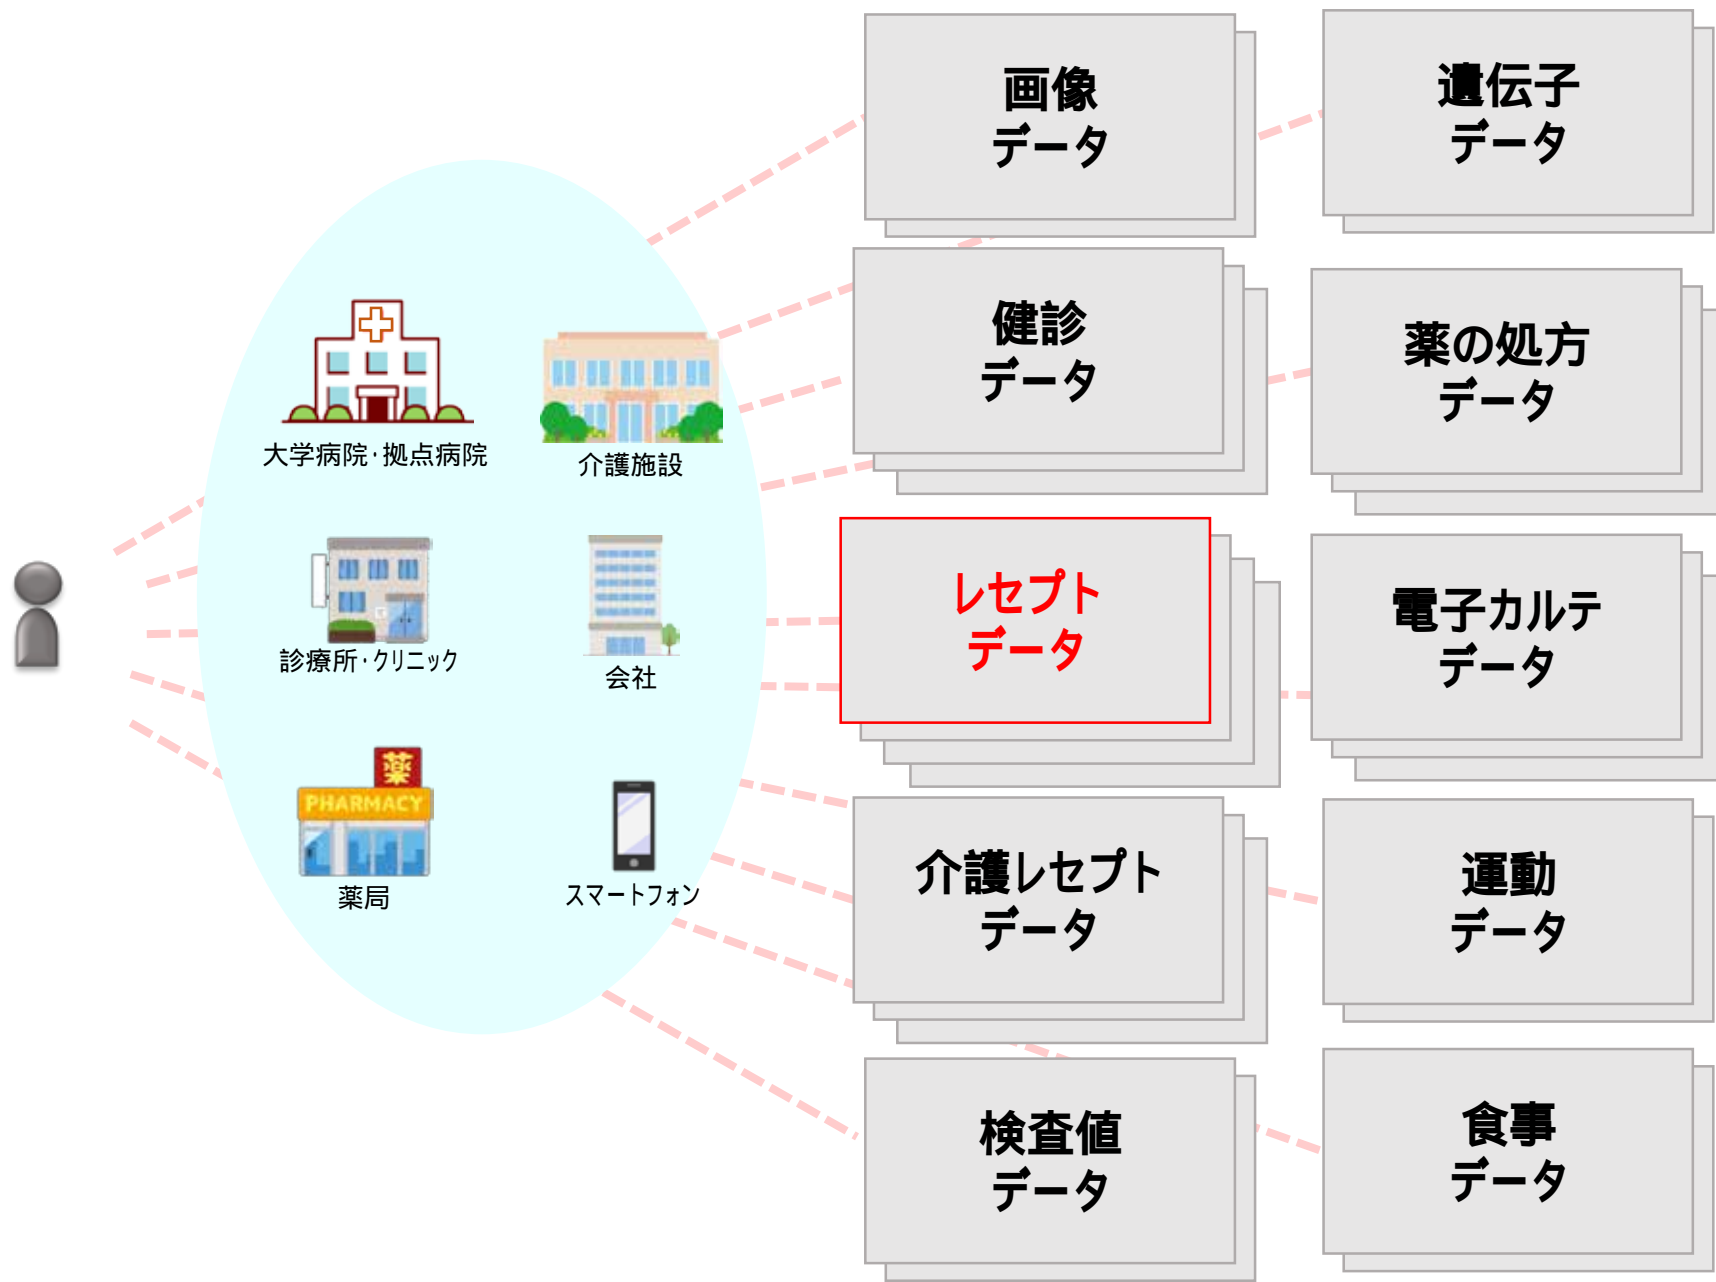 大学病院・拠点病院
介護施設
診療所・クリニック
会社
薬
PHARMACY
薬局
スマートフォン
画像
データ
遺伝子
データ
健診
データ
薬の処方
データ
レセプト
データ
電子カルテ
データ
介護レセプト
データ
運動
データ
検査値
データ
食事
データ